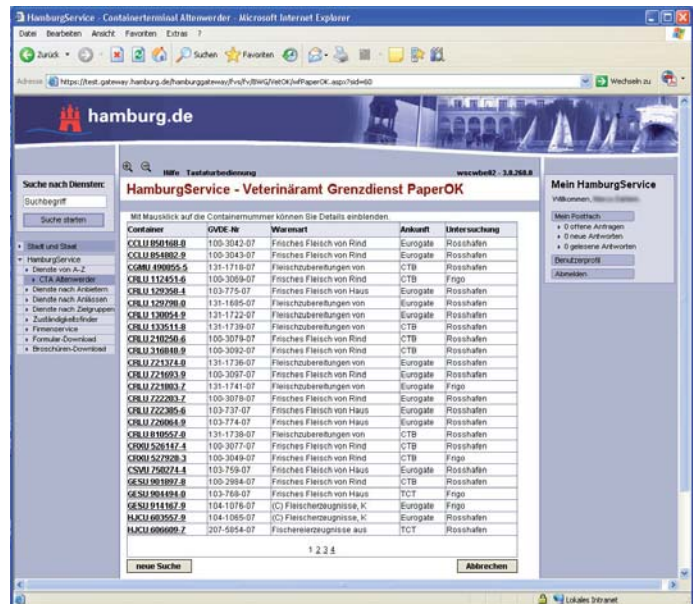 HamburgService - Containerterminal Altenwerder - Microsoft Internet Explorer
Datei Bearbeiten Ansicht Favoriten Extras ?
Zurück Suchen Favoriten
Adresse https://test.gateway.hamburg.de/hamburggateway/fvs/fv/BWG/VetOK/wfPaperOK.aspx?sid=60 Wechseln zu
hamburg.de
Hilfe Tastaturbedienung wscwbe02 - 3.0.268.0
Suche nach Diensten:
Suchbegriff
Suche starten
Stadt und Staat
HamburgService
Dienste von A-Z
CTA Altenwerder
Dienste nach Anbietern
Dienste nach Anlässen
Dienste nach Zielgruppen
Zuständigkeitsfinder
Firmenservice
Formular-Download
Broschüren-Download
HamburgService - Veterinäramt Grenzdienst PaperOK
Mit Mausklick auf die Containernummer können Sie Details einblenden.
Container GVDE-Nr Warenart Ankunft Untersuchung
CCLU 850168-0 100-3042-07 Frisches Fleisch von Rind Eurogate Rosshafen
CCLU 854802-9 100-3043-07 Frisches Fleisch von Rind Eurogate Rosshafen
CGMU 490855-5 131-1718-07 Fleischzubereitungen von CTB Rosshafen
CRLU 112451-6 100-3069-07 Frisches Fleisch von Rind CTB Frigo
CRLU 129358-4 103-775-07 Frisches Fleisch von Haus Eurogate Rosshafen
CRLU 129798-0 131-1685-07 Fleischzubereitungen von Eurogate Rosshafen
CRLU 130054-9 131-1722-07 Fleischzubereitungen von Eurogate Rosshafen
CRLU 133511-8 131-1739-07 Fleischzubereitungen von CTB Rosshafen
CRLU 210250-6 100-3079-07 Frisches Fleisch von Rind CTB Rosshafen
CRLU 316848-9 100-3092-07 Frisches Fleisch von Rind CTB Rosshafen
CRLU 721374-0 131-1736-07 Fleischzubereitungen von Eurogate Rosshafen
CRLU 721693-9 100-3097-07 Frisches Fleisch von Rind Eurogate Rosshafen
CRLU 721803-7 131-1741-07 Fleischzubereitungen von Eurogate Frigo
CRLU 722203-7 100-3078-07 Frisches Fleisch von Rind Eurogate Rosshafen
CRLU 722385-6 103-737-07 Frisches Fleisch von Haus Eurogate Rosshafen
CRLU 726064-9 103-774-07 Frisches Fleisch von Haus Eurogate Rosshafen
CRLU 810557-0 131-1738-07 Fleischzubereitungen von CTB Rosshafen
CRXU 526147-4 100-3077-07 Frisches Fleisch von Rind CTB Rosshafen
CRXU 527928-3 100-3049-07 Frisches Fleisch von Rind CTB Frigo
CSVU 750274-4 103-759-07 Frisches Fleisch von Haus Eurogate Rosshafen
GESU 901897-8 100-2984-07 Frisches Fleisch von Rind CTB Rosshafen
GESU 904494-0 103-768-07 Frisches Fleisch von Haus TCT Frigo
GESU 914167-9 104-1076-07 (C) Fleischerzeugnisse, K Eurogate Frigo
HJCU 603557-9 104-1065-07 (C) Fleischerzeugnisse, K Eurogate Rosshafen
HJCU 606609-7 207-5054-07 Fischereierzeugnisse aus TCT Rosshafen
1 2 3 4
neue Suche Abbrechen
Mein HamburgService
Willkommen,
Mein Postfach
0 offene Anfragen
0 neue Antworten
0 gelesene Antworten
Benutzerprofil
Abmelden
Lokales Intranet